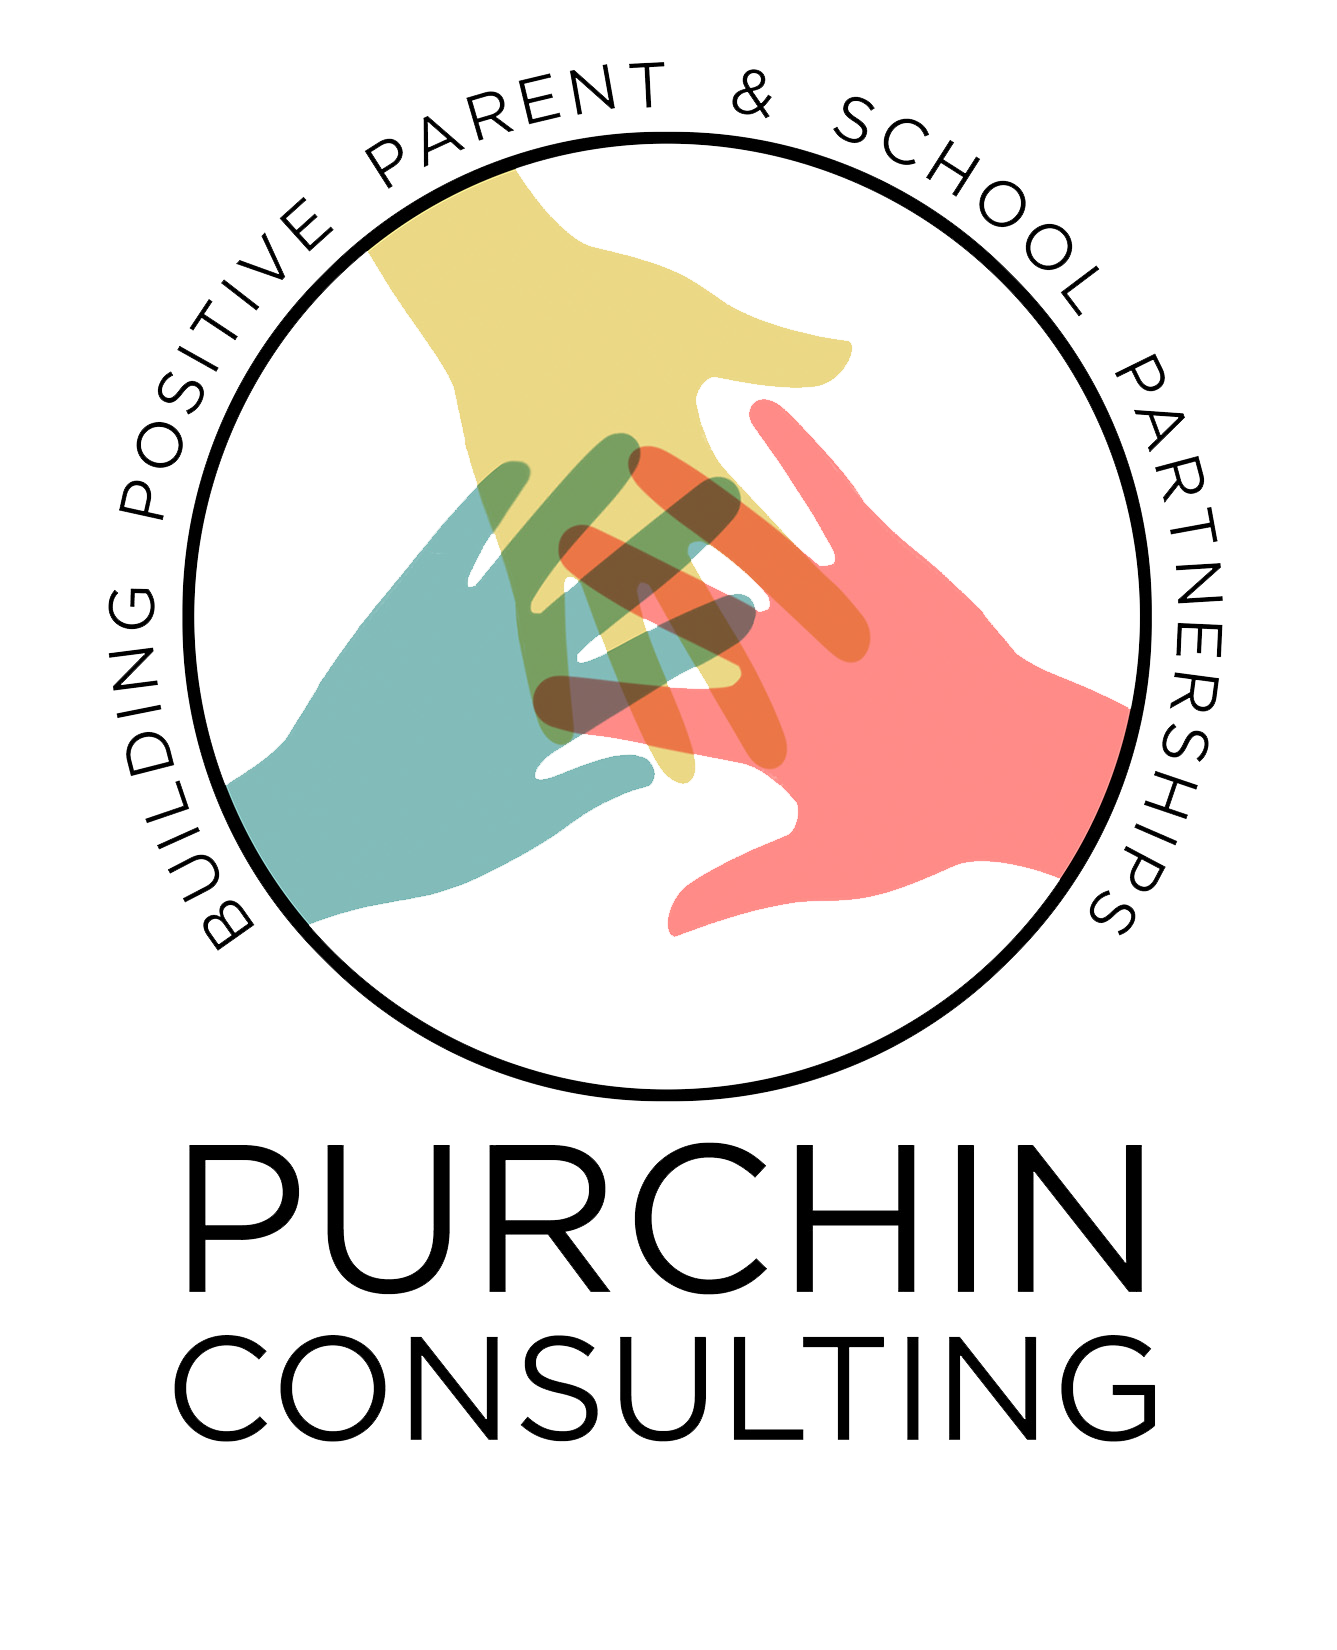 BUILDING POSITIVE PARENT & SCHOOL PARTNERSHIPS
PURCHIN
CONSULTING